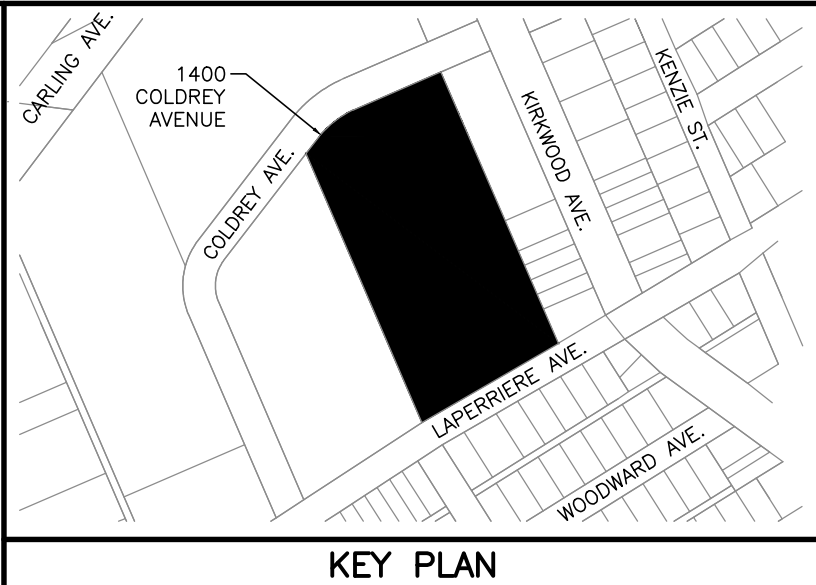 CARLING AVE.
1400
COLDREY
AVENUE
COLDREY AVE.
KIRKWOOD AVE.
KENZIE ST.
LAPERRIERE AVE.
WOODWARD AVE.
KEY PLAN